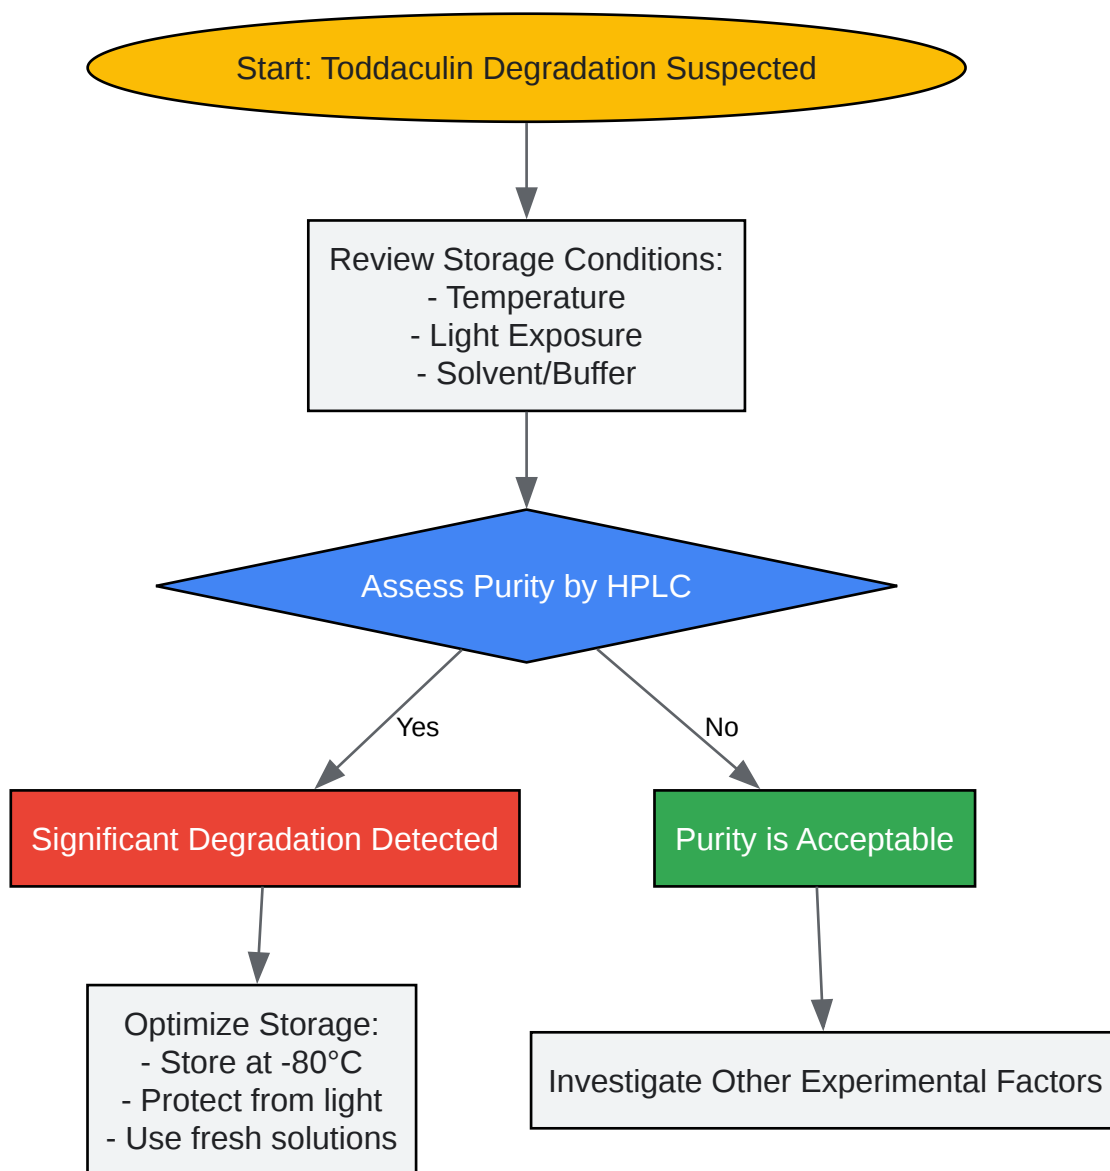 Start: Toddaculin Degradation Suspected
Review Storage Conditions:
- Temperature
- Light Exposure
- Solvent/Buffer
Assess Purity by HPLC
Yes
No
Significant Degradation Detected
Purity is Acceptable
Optimize Storage:
- Store at -80°C
- Protect from light
- Use fresh solutions
Investigate Other Experimental Factors